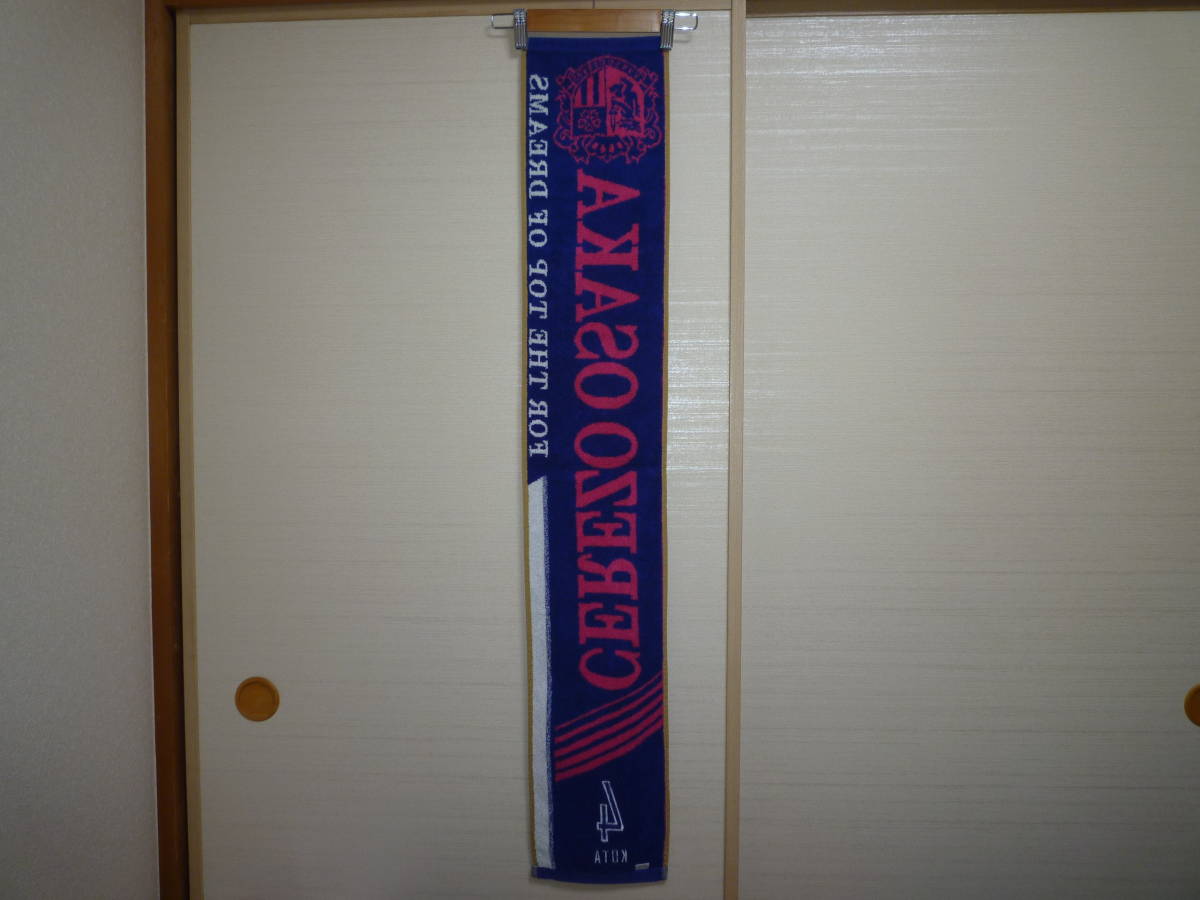 CEREZO OSAKA
FOR THE TOP OF DREAMS
4
KOTA